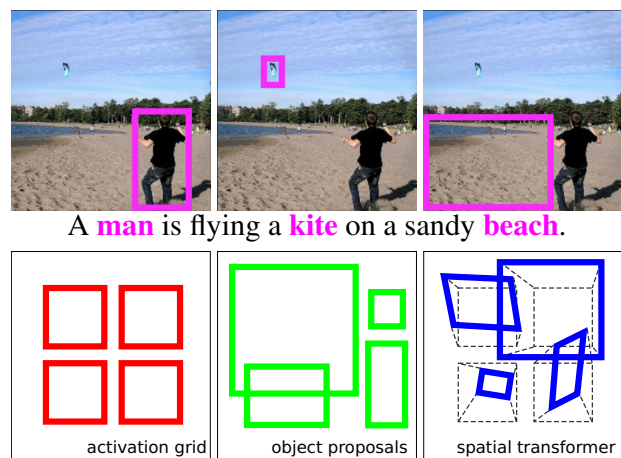 A man is flying a kite on a sandy beach.
activation grid
object proposals
spatial transformer